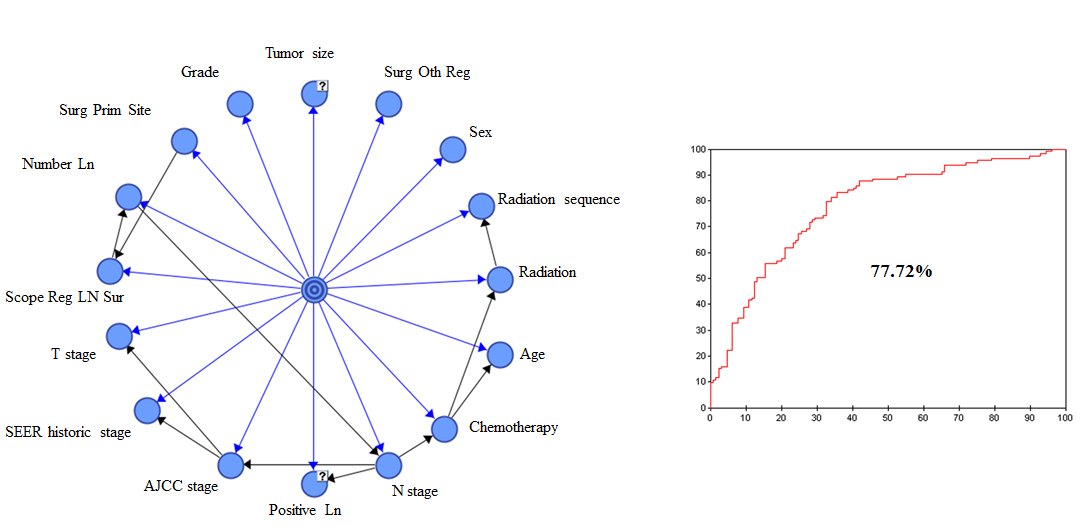 Tumor size
Grade
Surg Oth Reg
?
Surg Prim Site
Sex
Number Ln
Radiation sequence
Radiation
Scope Reg LN Sur
T stage
Age
SEER historic stage
Chemotherapy
AJCC stage
?
N stage
Positive Ln
100
90
80
70
60
50
40
30
20
10
0
77.72%
0 10 20 30 40 50 60 70 80 90 100